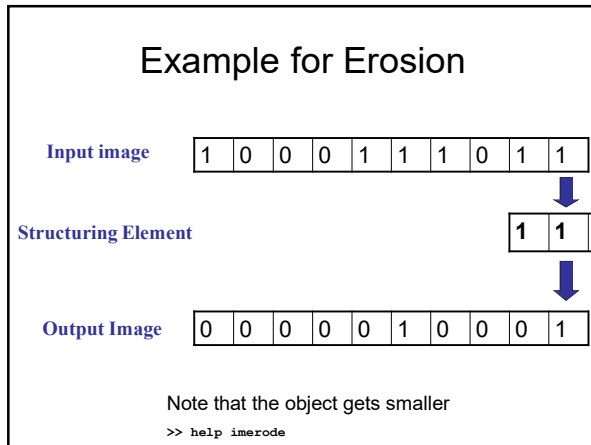 Example for Erosion
Input image 1 0 0 0 1 1 1 0 1 1
Structuring Element 1 1
Output Image 0 0 0 0 0 1 0 0 0 1
Note that the object gets smaller
>> help imerode